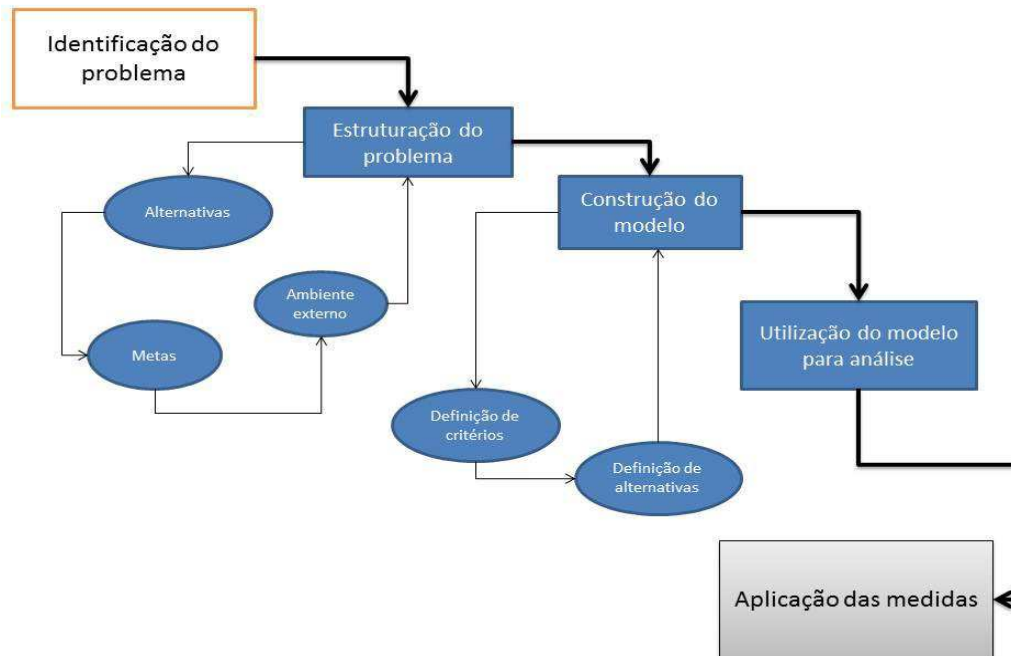 Identificação do
problema
Estruturação do
problema
Alternativas
Construção do
modelo
Ambiente
externo
Metas
Utilização do modelo
para análise
Definição de
critérios
Definição de
alternativas
Aplicação das medidas